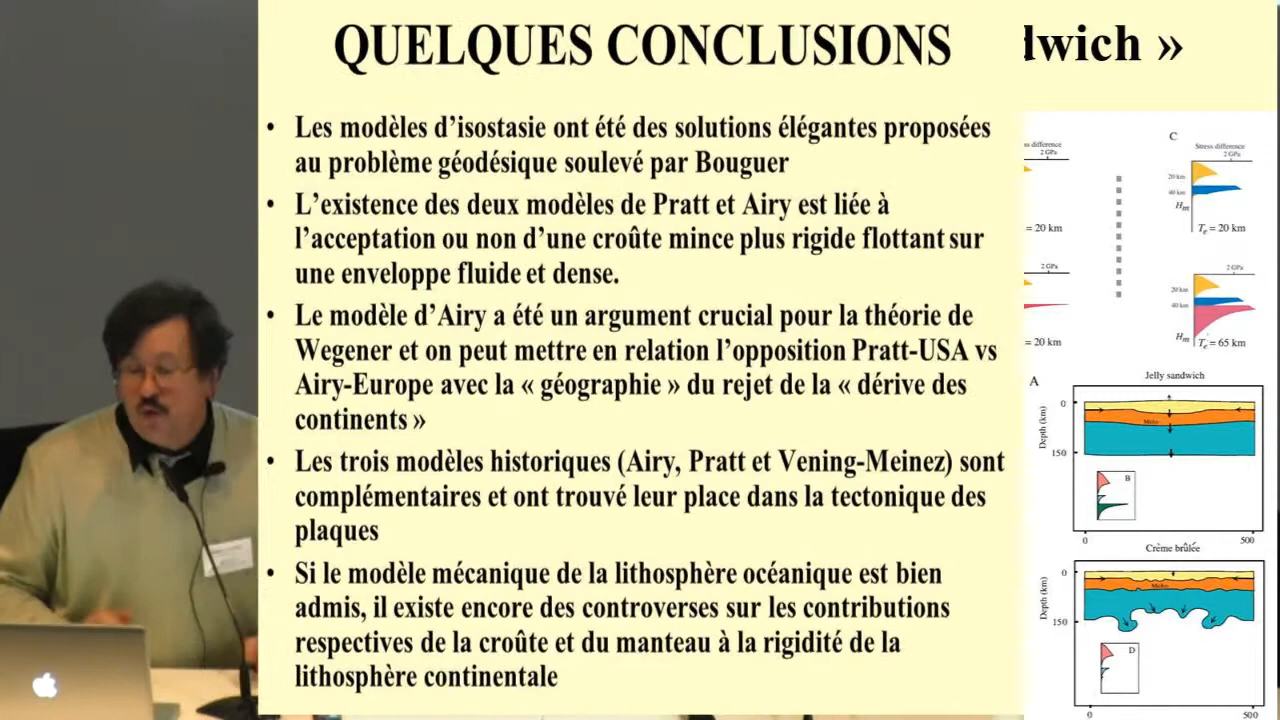 QUELQUES CONCLUSIONS
• Les modèles d’isostasie ont été des solutions élégantes proposées
au problème géodésique soulevé par Bouguer
• L’existence des deux modèles de Pratt et Airy est liée à
l’acceptation ou non d’une croûte mince plus rigide flottant sur
une enveloppe fluide et dense.
• Le modèle d’Airy a été un argument crucial pour la théorie de
Wegener et on peut mettre en relation l’opposition Pratt-USA vs
Airy-Europe avec la « géographie » du rejet de la « dérive des
continents »
• Les trois modèles historiques (Airy, Pratt et Vening-Meinez) sont
complémentaires et ont trouvé leur place dans la tectonique des
plaques
• Si le modèle mécanique de la lithosphère océanique est bien
admis, il existe encore des controverses sur les contributions
respectives de la croûte et du manteau à la rigidité de la
lithosphère continentale
dwich »
ss difference
2 GPa
= 20 km
2 GPa
= 20 km
C
Stress difference
2 GPa
20 km
40 km
Hm
Te = 20 km
2 GPa
20 km
40 km
Hm
Te = 65 km
A
Jelly sandwich
0
Depth (km)
Moho
150
B
0
500
Crème brûlée
0
Depth (km)
Moho
150
D
0
500